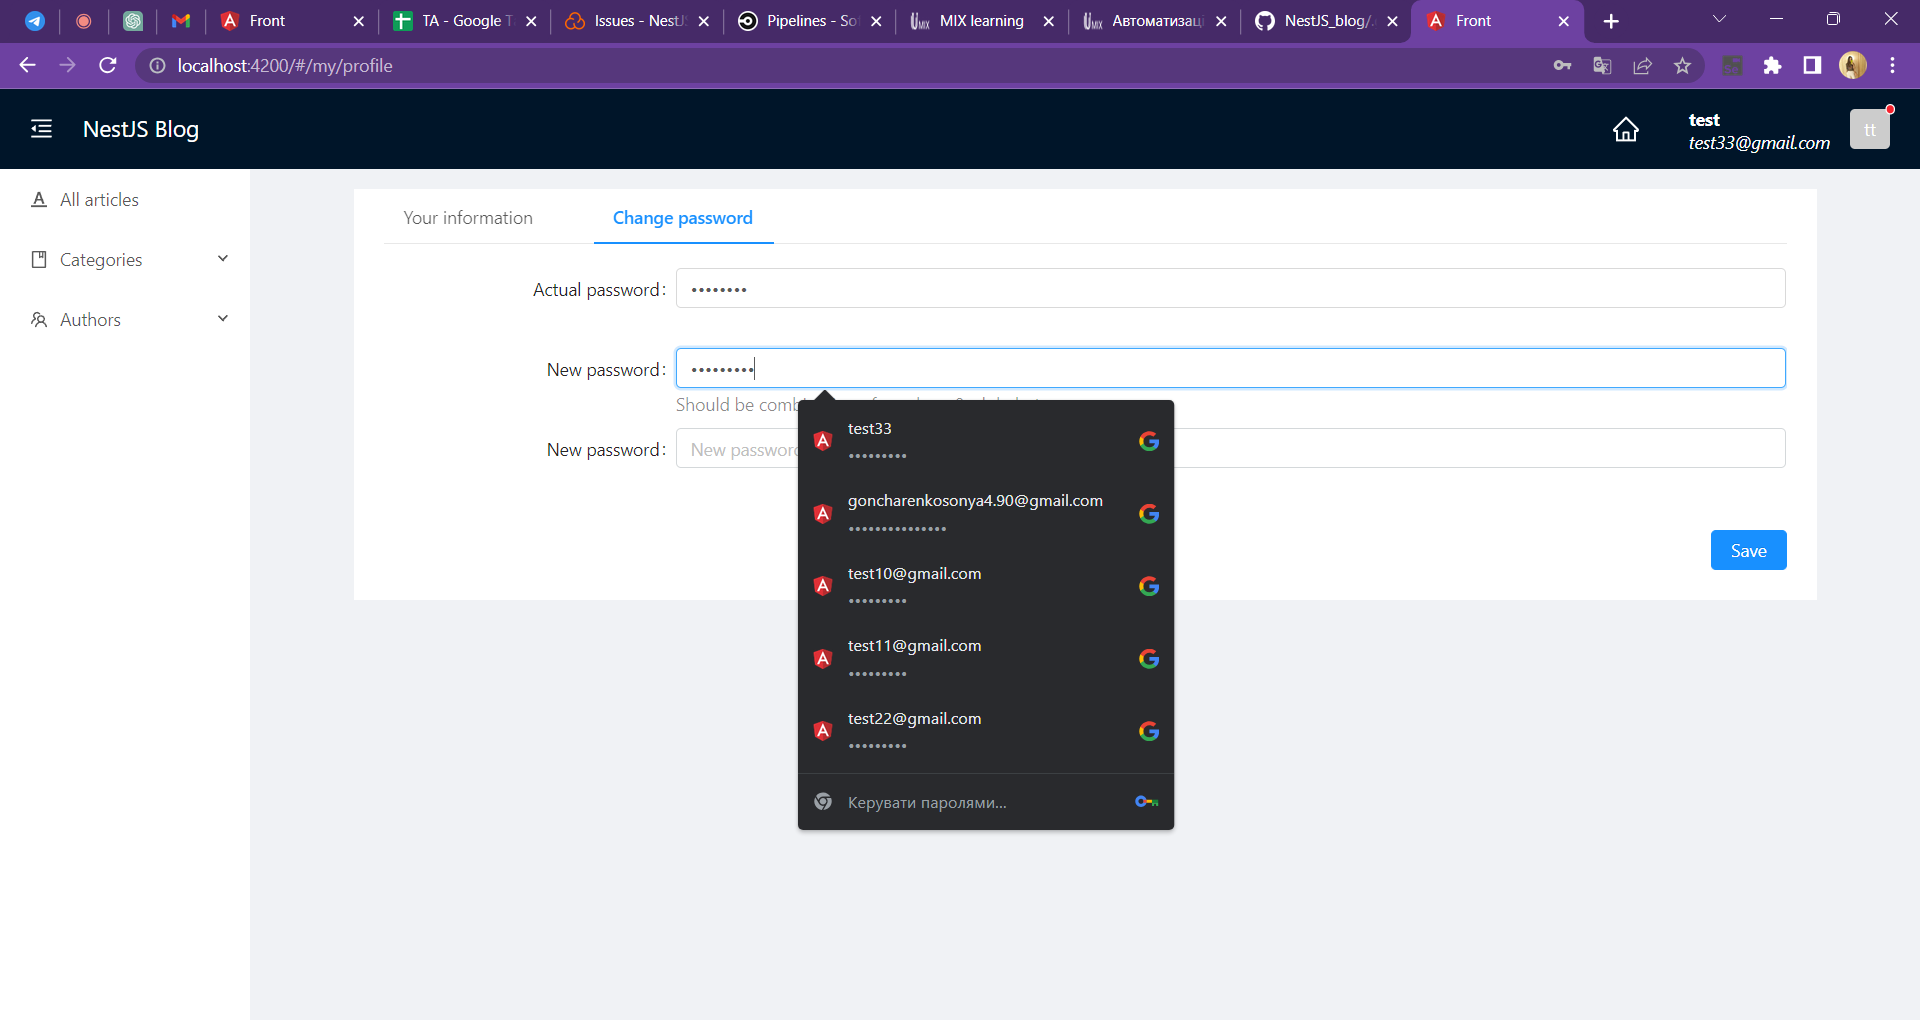 Front
TA - Google T
Issues - NestJ
Pipelines - So
MIX learning
Автоматизац
NestJS_blog/.
Front
localhost:4200/#/my/profile
NestJS Blog
test
test33@gmail.com
tt
All articles
Categories
Authors
Your information
Change password
Actual password:
••••••••
New password:
•••••••••
Should be comb
New password:
New password
Save
test33
•••••••••
goncharenkosonya4.90@gmail.com
•••••••••••••••
test10@gmail.com
•••••••••
test11@gmail.com
•••••••••
test22@gmail.com
•••••••••
Керувати паролями...